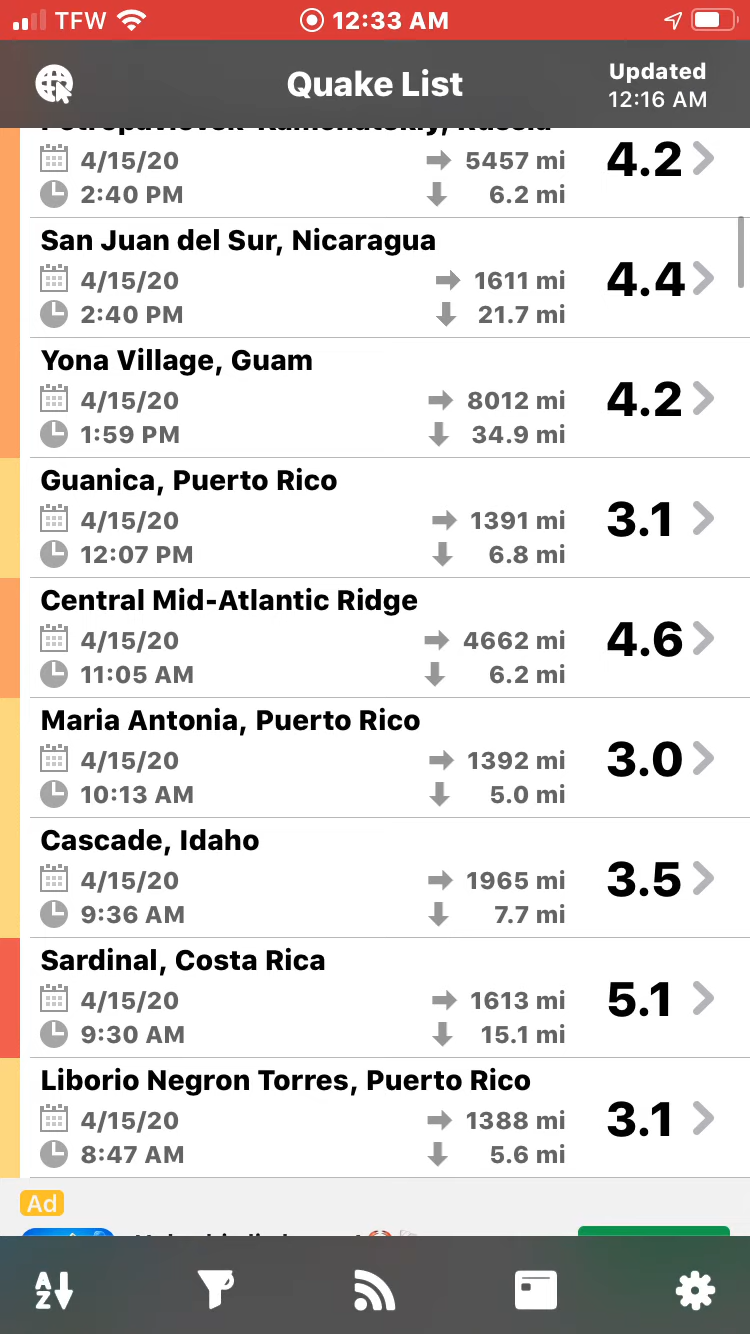 TFW 12:33 AM
Quake List
Updated
12:16 AM
4/15/20 5457 mi 4.2
2:40 PM 6.2 mi
San Juan del Sur, Nicaragua
4/15/20 1611 mi 4.4
2:40 PM 21.7 mi
Yona Village, Guam
4/15/20 8012 mi 4.2
1:59 PM 34.9 mi
Guanica, Puerto Rico
4/15/20 1391 mi 3.1
12:07 PM 6.8 mi
Central Mid-Atlantic Ridge
4/15/20 4662 mi 4.6
11:05 AM 6.2 mi
Maria Antonia, Puerto Rico
4/15/20 1392 mi 3.0
10:13 AM 5.0 mi
Cascade, Idaho
4/15/20 1965 mi 3.5
9:36 AM 7.7 mi
Sardinal, Costa Rica
4/15/20 1613 mi 5.1
9:30 AM 15.1 mi
Liborio Negron Torres, Puerto Rico
4/15/20 1388 mi 3.1
8:47 AM 5.6 mi
Ad
A
Z